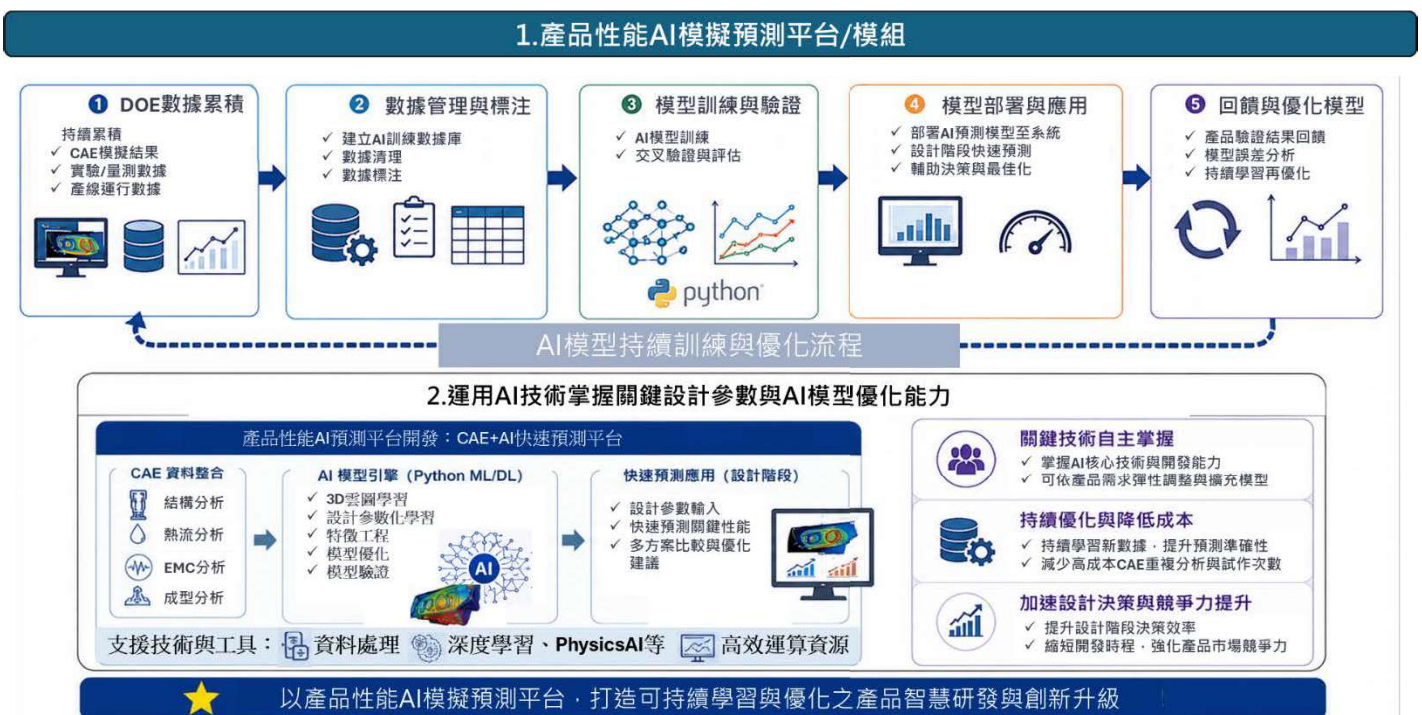 1.產品性能AI模擬預測平台/模組
1 DOE數據累積
持續累積
✓ CAE模擬結果
✓ 實驗/量測數據
✓ 產線運行數據
2 數據管理與標注
✓ 建立AI訓練數據庫
✓ 數據清理
✓ 數據標注
3 模型訓練與驗證
✓ AI模型訓練
✓ 交叉驗證與評估
python
4 模型部署與應用
✓ 部署AI預測模型至系統
✓ 設計階段快速預測
✓ 輔助決策與最佳化
5 回饋與優化模型
✓ 產品驗證結果回饋
✓ 模型誤差分析
✓ 持續學習再優化
AI模型持續訓練與優化流程
2.運用AI技術掌握關鍵設計參數與AI模型優化能力
產品性能AI預測平台開發：CAE+AI快速預測平台
CAE 資料整合
結構分析
熱流分析
EMC分析
成型分析
AI 模型引擎（Python ML/DL）
✓ 3D雲圖學習
✓ 設計參數化學習
✓ 特徵工程
✓ 模型優化
✓ 模型驗證
AI
快速預測應用（設計階段）
✓ 設計參數輸入
✓ 快速預測關鍵性能
✓ 多方案比較與優化
建議
支援技術與工具：資料處理 深度學習、PhysicsAI等 高效運算資源
關鍵技術自主掌握
✓ 掌握AI核心技術與開發能力
✓ 可依產品需求彈性調整與擴充模型
持續優化與降低成本
✓ 持續學習新數據，提升預測準確性
✓ 減少高成本CAE重複分析與試作次數
加速設計決策與競爭力提升
✓ 提升設計階段決策效率
✓ 縮短開發時程，強化產品市場競爭力
以產品性能AI模擬預測平台，打造可持續學習與優化之產品智慧研發與創新升級